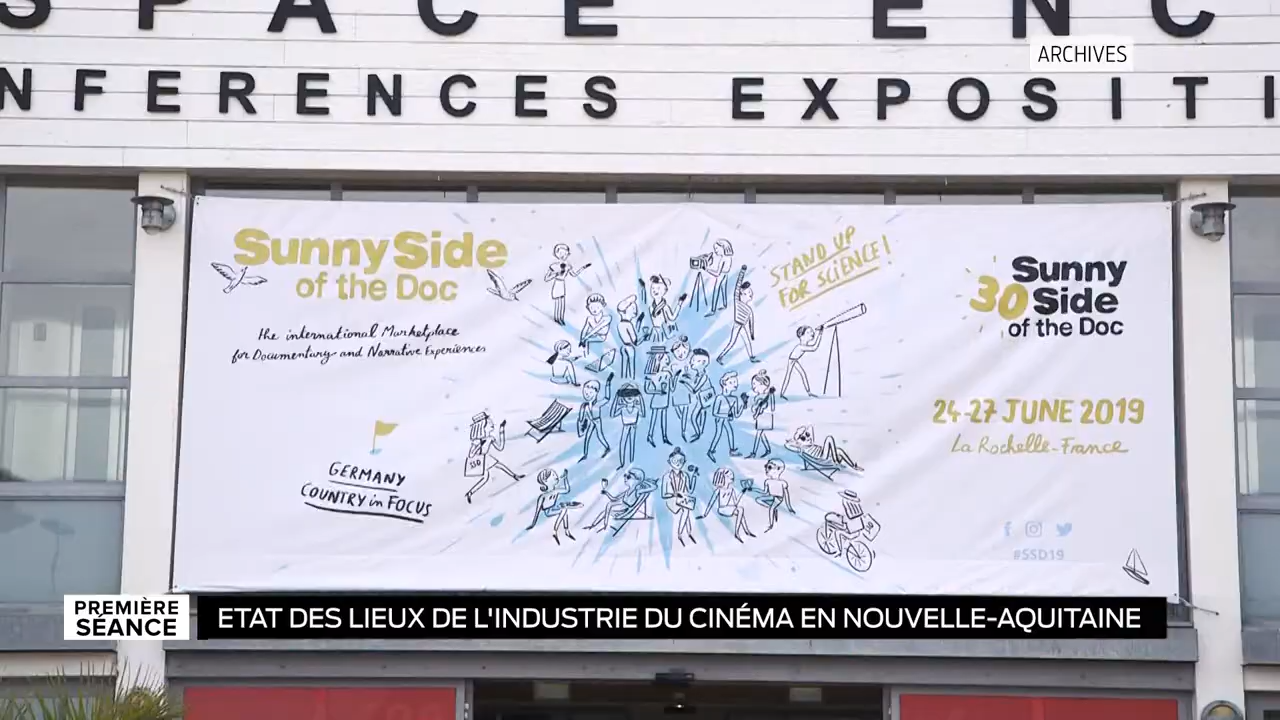 SPACE ENC
ARCHIVES
NFERENCES EXPOSITI
Sunny Side
of the Doc
the international Marketplace
for Documentary and Narrative Experiences
GERMANY
COUNTRY in FOCUS
STAND UP
FOR SCIENCE!
Sunny
30 Side
of the Doc
24-27 JUNE 2019
La Rochelle-France
#SSD19
SSD
PREMIÈRE
SÉANCE
ETAT DES LIEUX DE L'INDUSTRIE DU CINÉMA EN NOUVELLE-AQUITAINE